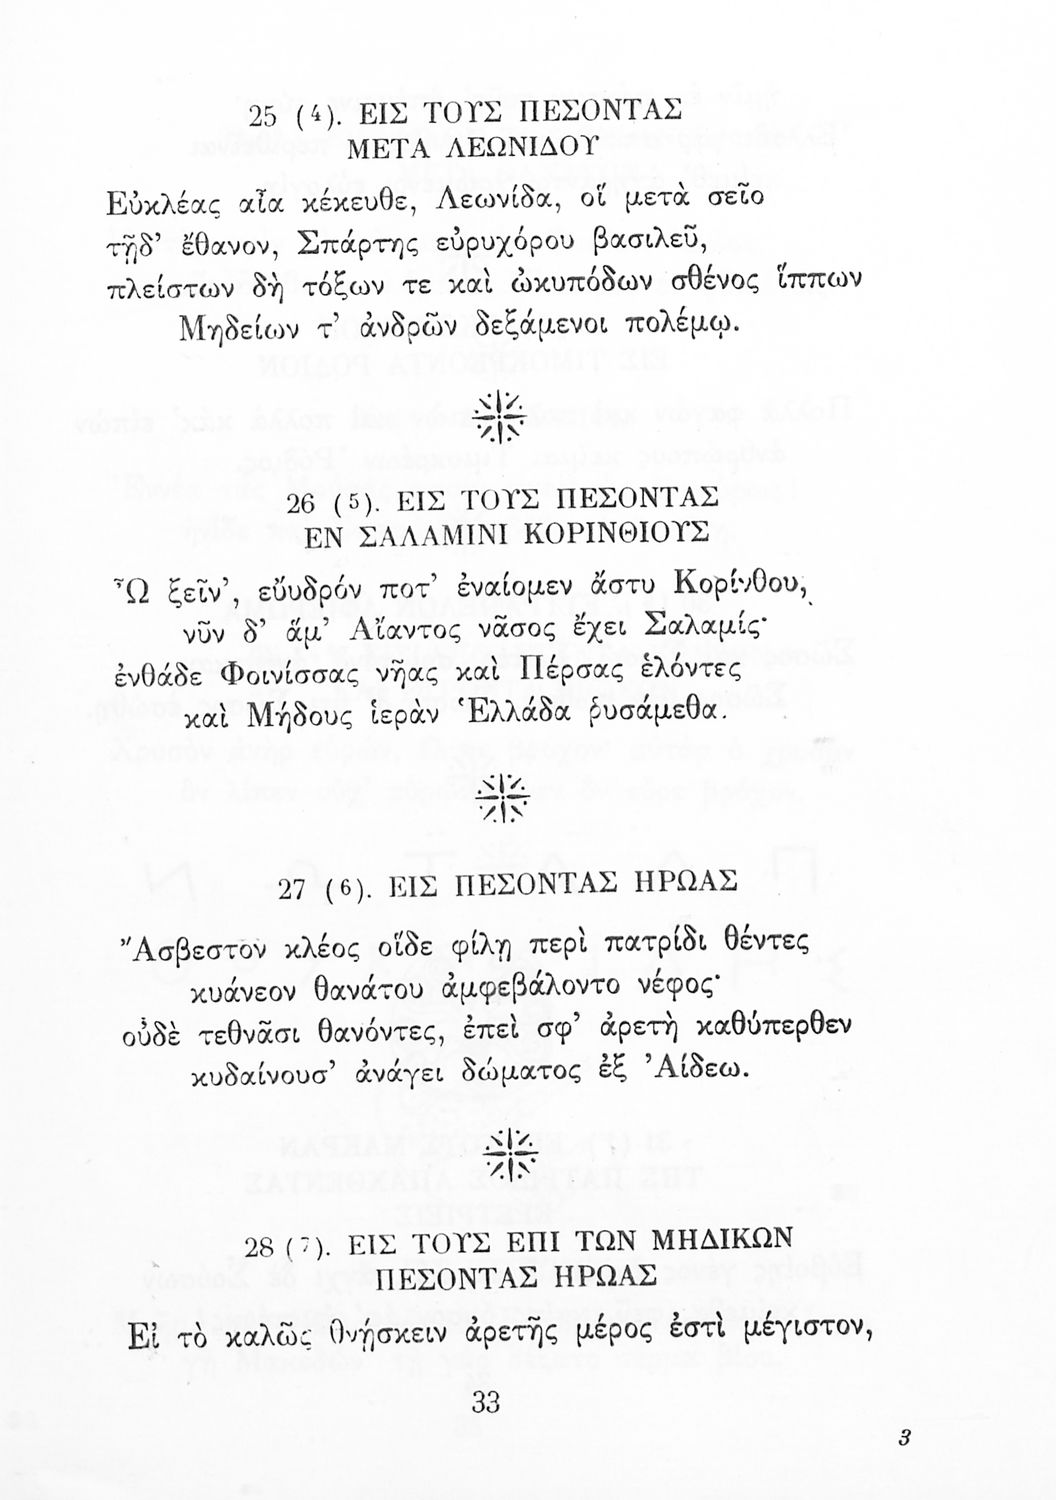 25 (4). ΕΙΣ ΤΟΥΣ ΠΕΣΟΝΤΑΣ
ΜΕΤΑ ΛΕΩΝΙΔΟΥ
Εὐκλέας αἶα κέκευθε, Λεωνίδα, οἵ μετὰ σεῖο
τῇδ’ ἔθανον, Σπάρτης εὐρυχόρου βασιλεῦ,
πλείστων δὴ τόξων τε καὶ ὠκυπόδων σθένος ἵππων
Μηδείων τ’ ἀνδρῶν δεξάμενοι πολέμῳ.
26 (5). ΕΙΣ ΤΟΥΣ ΠΕΣΟΝΤΑΣ
ΕΝ ΣΑΛΑΜΙΝΙ ΚΟΡΙΝΘΙΟΥΣ
Ὦ ξεῖν’, εὔυδρόν ποτ’ ἐναίομεν ἄστυ Κορίνθου,
νῦν δ’ ἅμ’ Αἴαντος νᾶσος ἔχει Σαλαμίς·
ἐνθάδε Φοινίσσας νῆας καὶ Πέρσας ἑλόντες
καὶ Μήδους ἱερὰν Ἑλλάδα ῥυσάμεθα.
27 (6). ΕΙΣ ΠΕΣΟΝΤΑΣ ΗΡΩΑΣ
Ἄσβεστον κλέος οἵδε φίλῃ περὶ πατρίδι θέντες
κυάνεον θανάτου ἀμφεβάλοντο νέφος·
οὐδὲ τεθνᾶσι θανόντες, ἐπεὶ σφ’ ἀρετὴ καθύπερθεν
κυδαίνουσ’ ἀνάγει δώματος ἐξ Ἀίδεω.
28 (7). ΕΙΣ ΤΟΥΣ ΕΠΙ ΤΩΝ ΜΗΔΙΚΩΝ
ΠΕΣΟΝΤΑΣ ΗΡΩΑΣ
Εἰ τὸ καλῶς θνῄσκειν ἀρετῆς μέρος ἐστὶ μέγιστον,
33
3